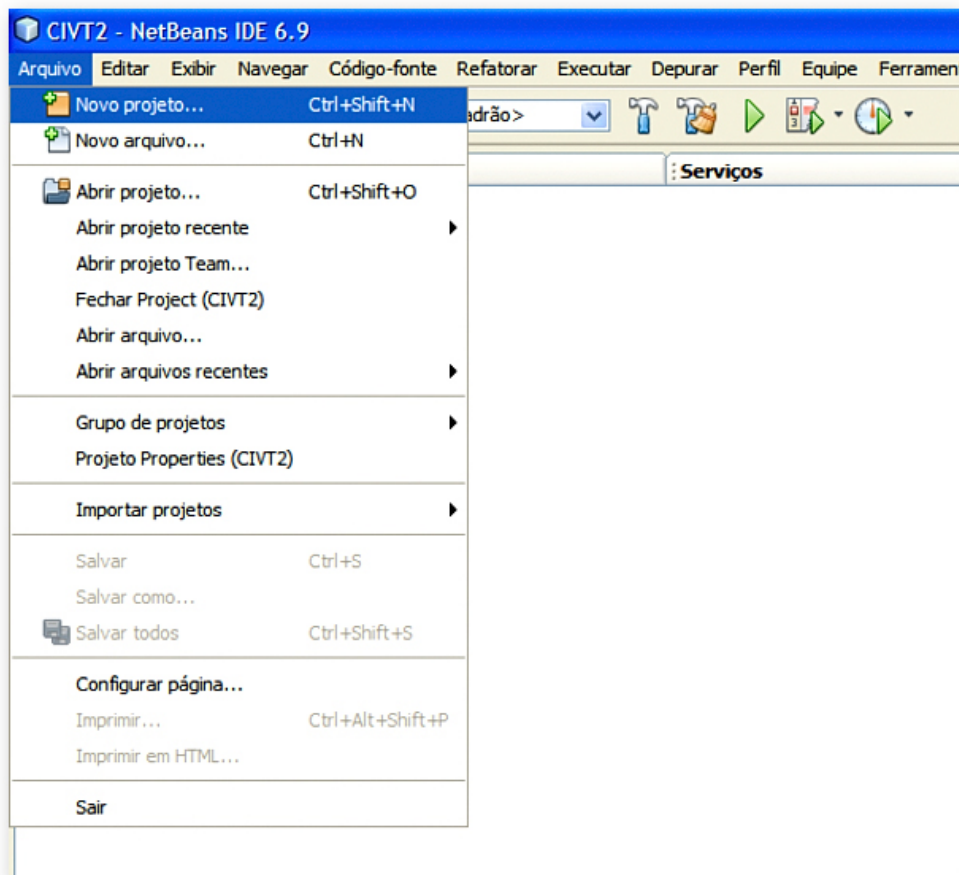 CIVT2 - NetBeans IDE 6.9
Arquivo Editar Exibir Navegar Código-fonte Refatorar Executar Depurar Perfil Equipe Ferramen
Novo projeto... Ctrl+Shift+N
adrão>
Novo arquivo... Ctrl+N
Serviços
Abrir projeto... Ctrl+Shift+O
Abrir projeto recente
Abrir projeto Team...
Fechar Project (CIVT2)
Abrir arquivo...
Abrir arquivos recentes
Grupo de projetos
Projeto Properties (CIVT2)
Importar projetos
Salvar Ctrl+S
Salvar como...
Salvar todos Ctrl+Shift+S
Configurar página...
Imprimir... Ctrl+Alt+Shift+P
Imprimir em HTML...
Sair